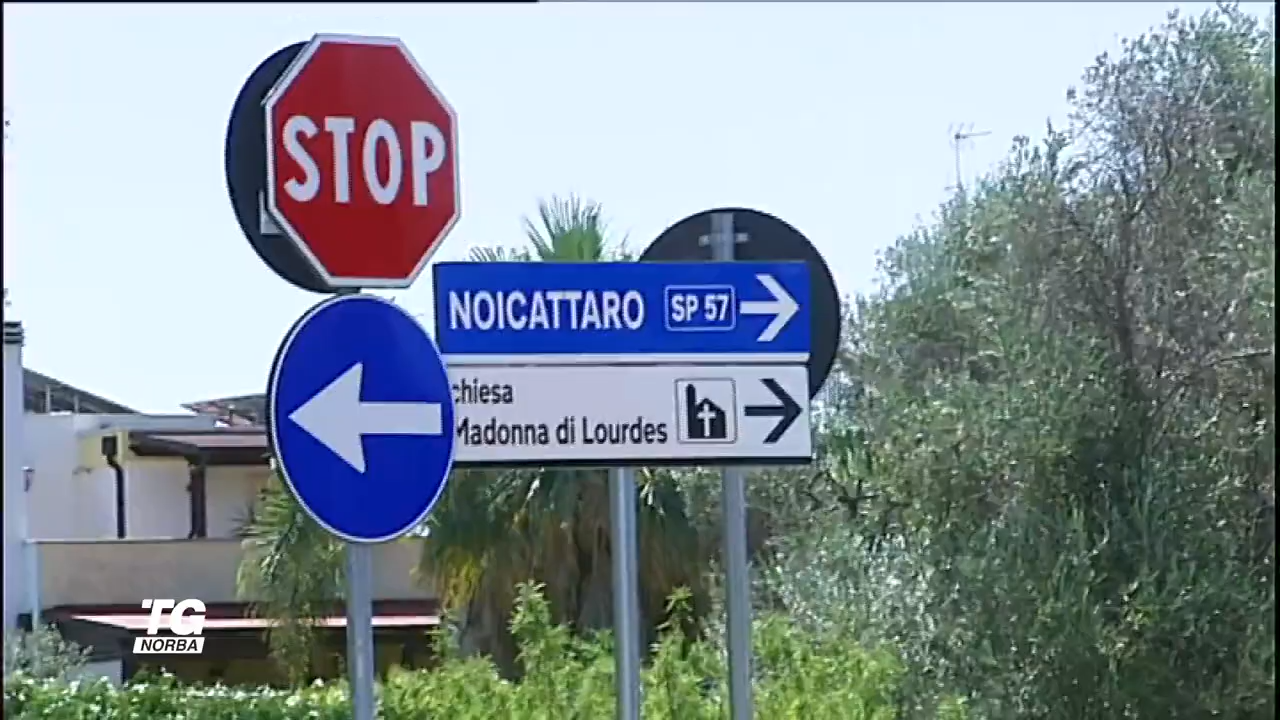 STOP
NOICATTARO SP 57
chiesa
Madonna di Lourdes
TG
NORBA